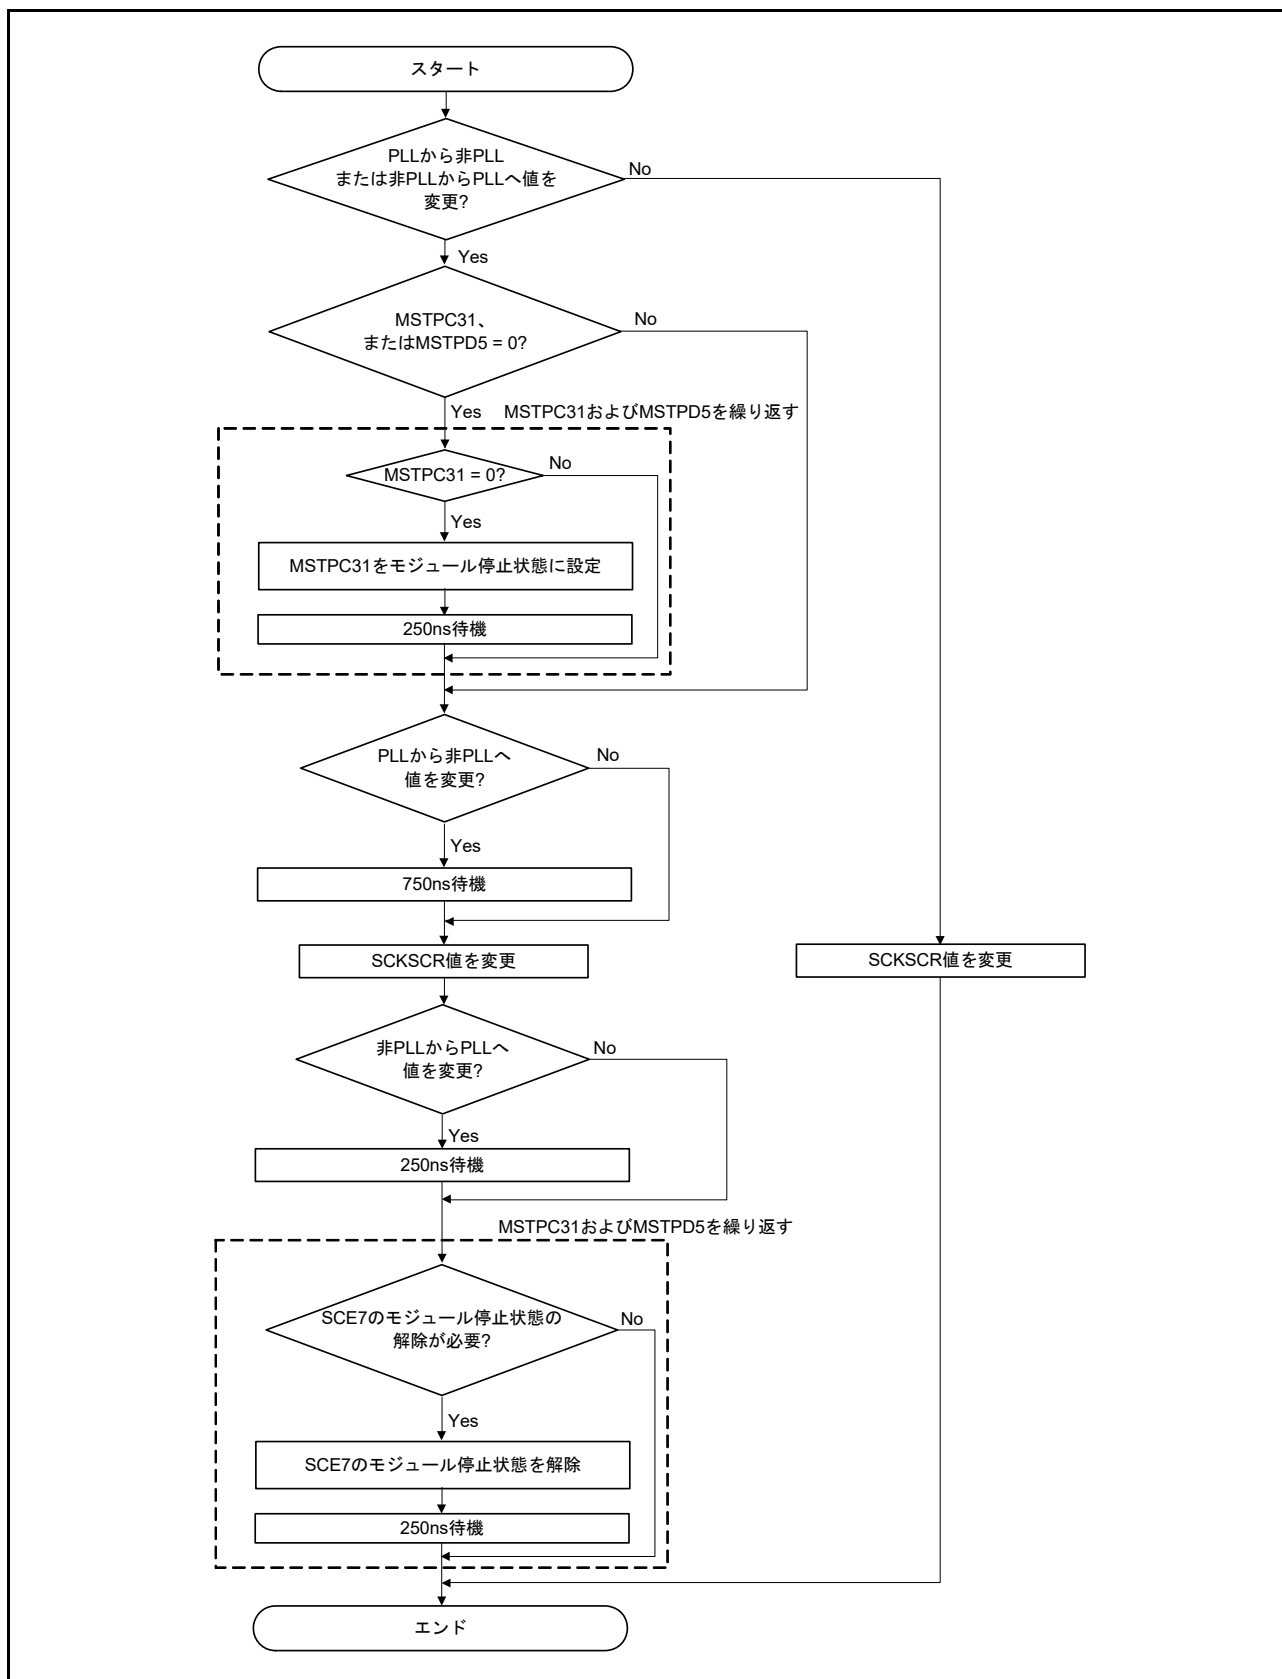 スタート
PLLから非PLL
または非PLLからPLLへ値を
変更?
No
Yes
MSTPC31、
またはMSTPD5 = 0?
No
Yes
MSTPC31およびMSTPD5を繰り返す
MSTPC31 = 0?
No
Yes
MSTPC31をモジュール停止状態に設定
250ns待機
PLLから非PLLへ
値を変更?
No
Yes
750ns待機
SCKSCR値を変更
SCKSCR値を変更
非PLLからPLLへ
値を変更?
No
Yes
250ns待機
MSTPC31およびMSTPD5を繰り返す
SCE7のモジュール停止状態の
解除が必要?
No
Yes
SCE7のモジュール停止状態を解除
250ns待機
エンド